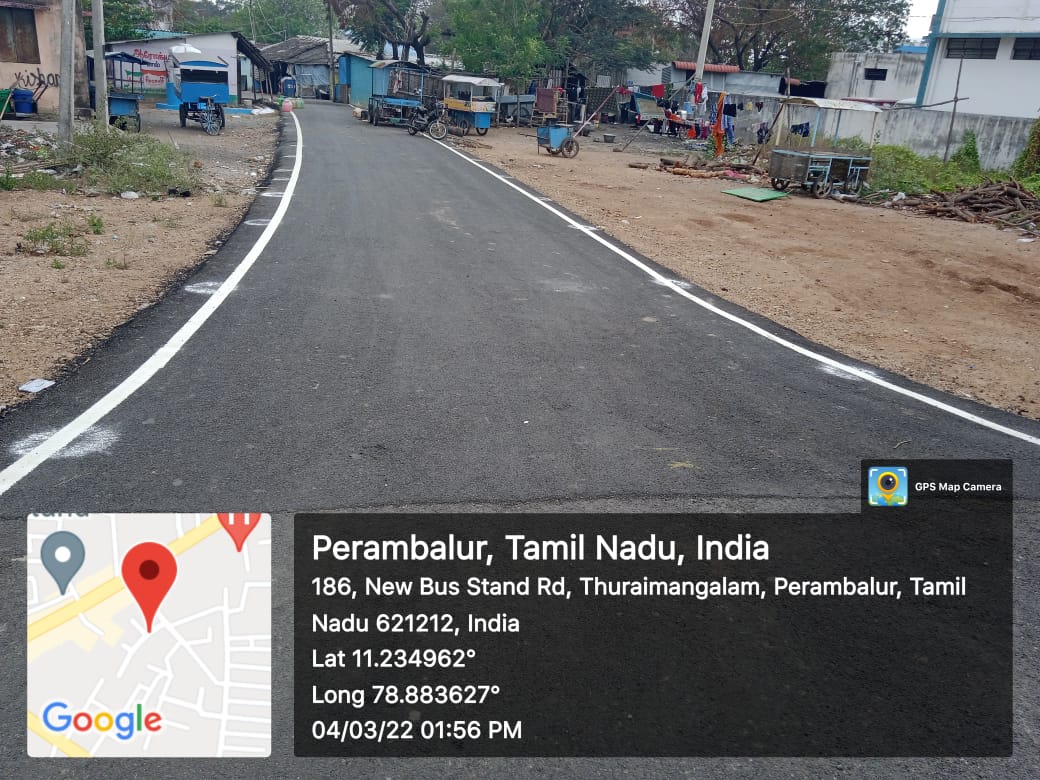 GPS Map Camera
Perambalur, Tamil Nadu, India
186, New Bus Stand Rd, Thuraimangalam, Perambalur, Tamil
Nadu 621212, India
Lat 11.234962°
Long 78.883627°
04/03/22 01:56 PM
Google